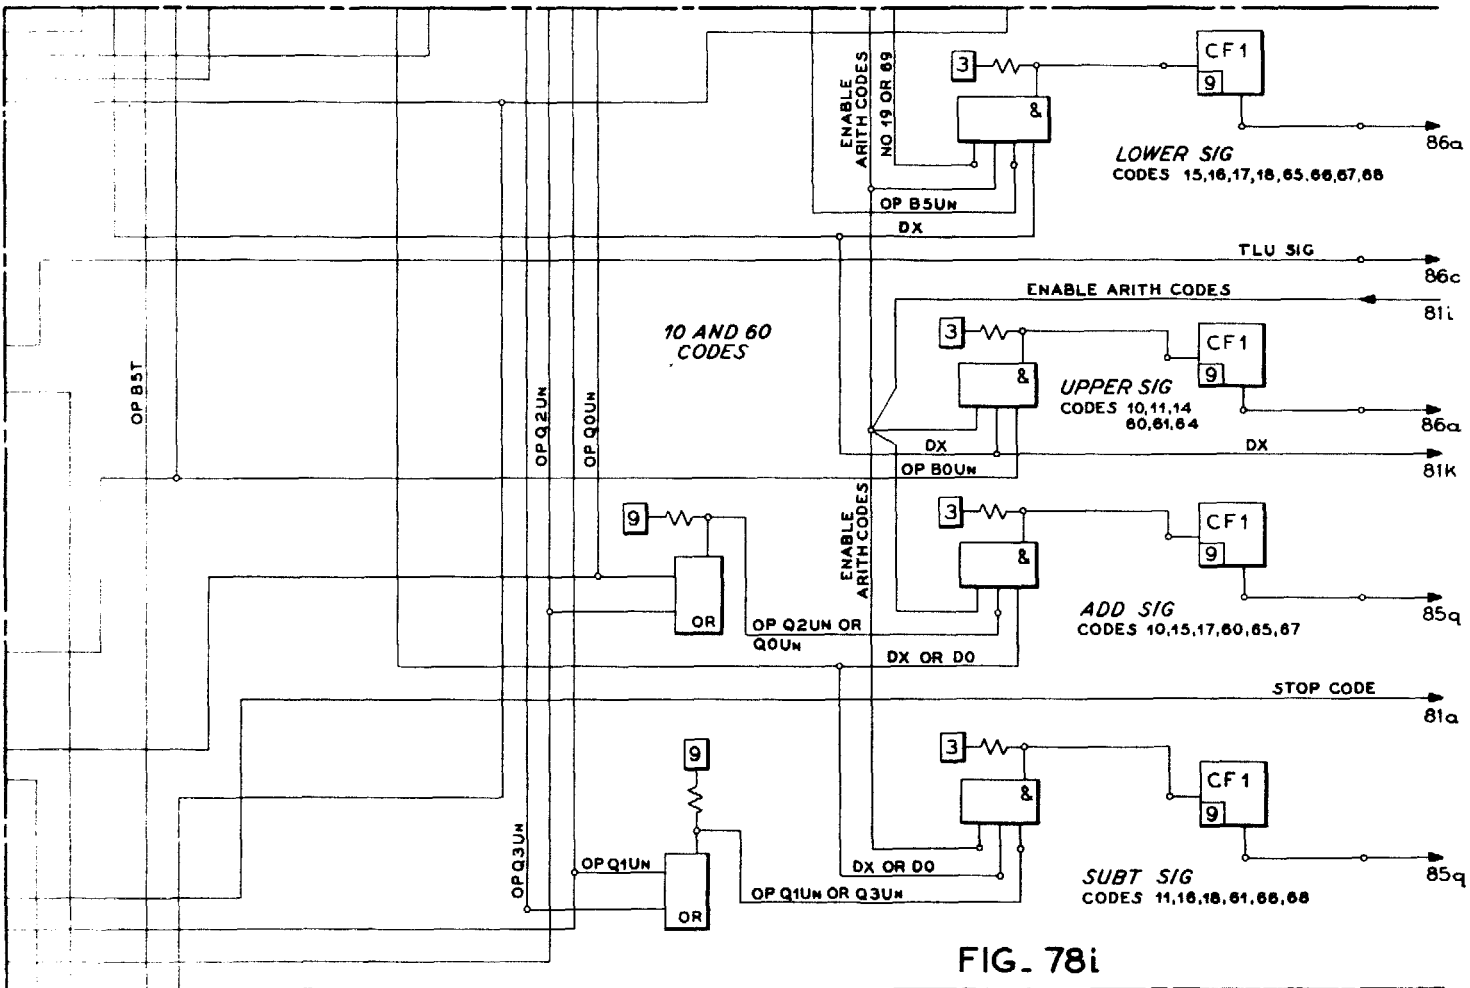 ENABLE
ARITH CODES
NO 19 OR 69
3
&
CF1
9
86a
LOWER SIG
CODES 15,16,17,18,65,66,67,68
OP B5UN
DX
TLU SIG
86c
ENABLE ARITH CODES
81i
10 AND 60
CODES
3
&
CF1
9
UPPER SIG
CODES 10,11,14
60,61,64
86a
OP B5T
OP Q2UN
OP Q0UN
DX
DX
81K
OP B0UN
ENABLE
ARITH CODES
9
OR
3
&
CF1
9
ADD SIG
CODES 10,15,17,60,65,67
85q
OP Q2UN OR
Q0UN
DX OR D0
STOP CODE
81a
9
3
&
CF1
9
OP Q3UN
OP Q1UN
OR
DX OR D0
OP Q1UN OR Q3UN
SUBT SIG
CODES 11,16,18,61,66,68
85q
FIG. 78i